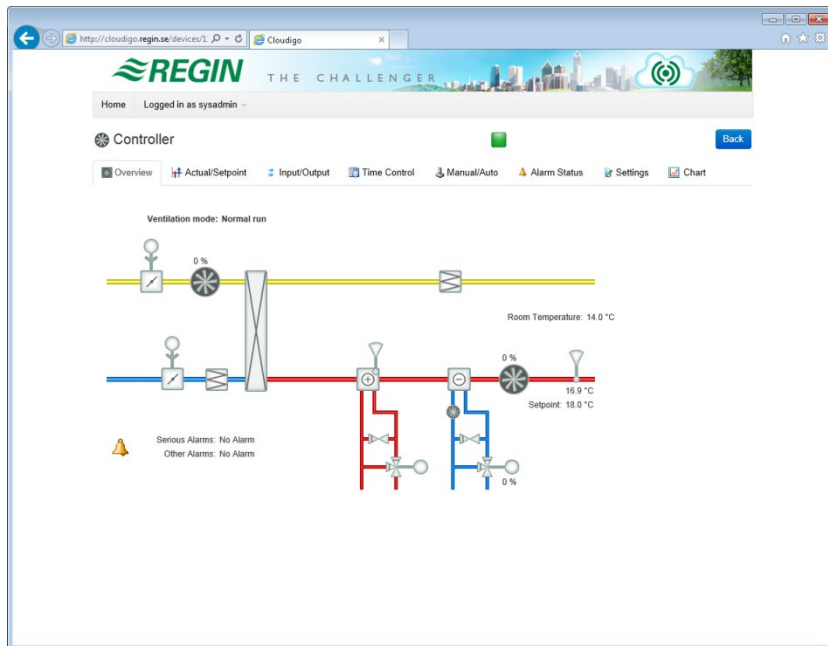 http://cloudigo.regin.se/devices/1
Cloudigo
REGIN THE CHALLENGER
Home Logged in as sysadmin
Controller
Back
Overview Actual/Setpoint Input/Output Time Control Manual/Auto Alarm Status Settings Chart
Ventilation mode: Normal run
0 %
Room Temperature: 14.0 °C
0 %
16.9 °C
Setpoint: 18.0 °C
Serious Alarms: No Alarm
Other Alarms: No Alarm
0 %